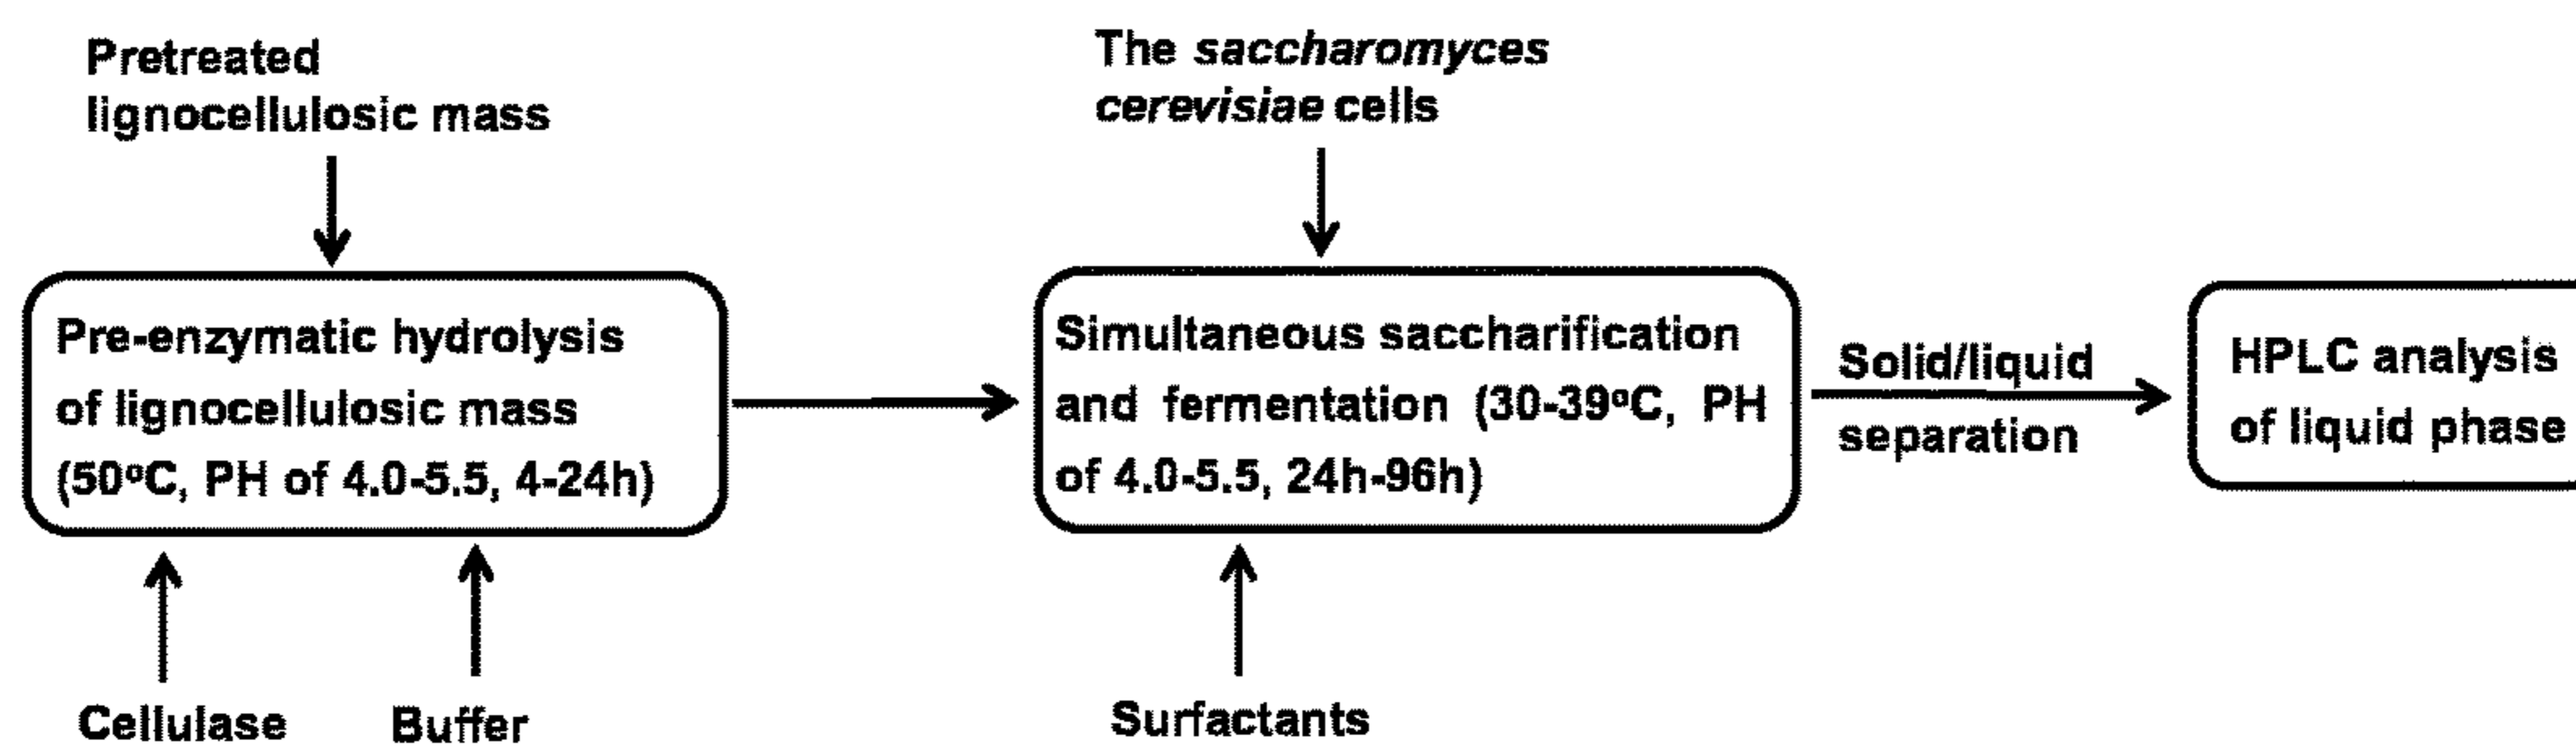 Pretreated
lignocellulosic mass
The saccharomyces
cerevisiae cells
Pre-enzymatic hydrolysis
of lignocellulosic mass
(50ºC, PH of 4.0-5.5, 4-24h)
Simultaneous saccharification
and fermentation (30-39ºC, PH
of 4.0-5.5, 24h-96h)
Solid/liquid
separation
HPLC analysis
of liquid phase
Cellulase
Buffer
Surfactants